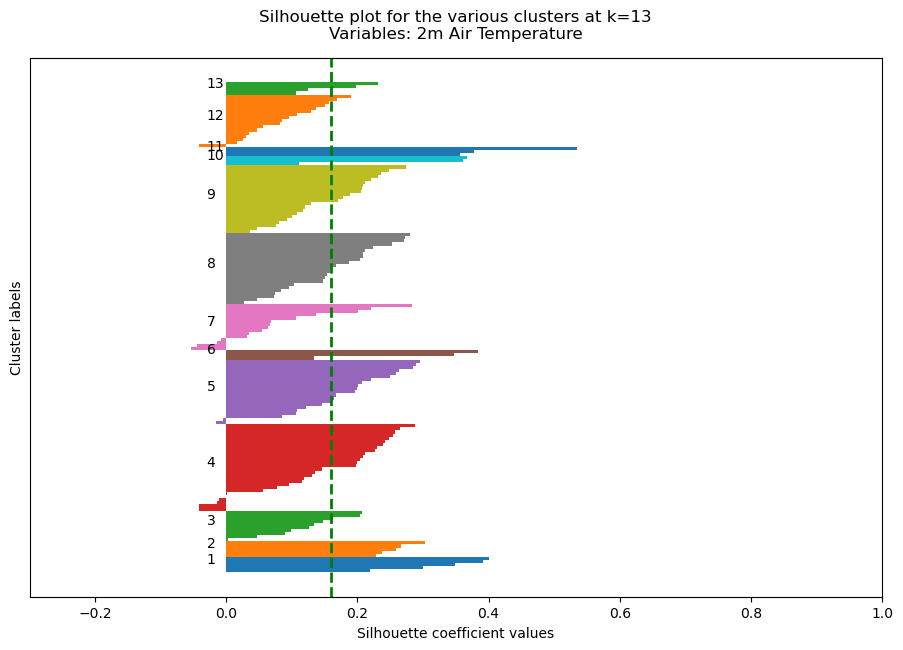 Silhouette plot for the various clusters at k=13
Variables: 2m Air Temperature
Cluster labels
13
12
11
10
9
8
7
6
5
4
3
2
1
−0.2 0.0 0.2 0.4 0.6 0.8 1.0
Silhouette coefficient values